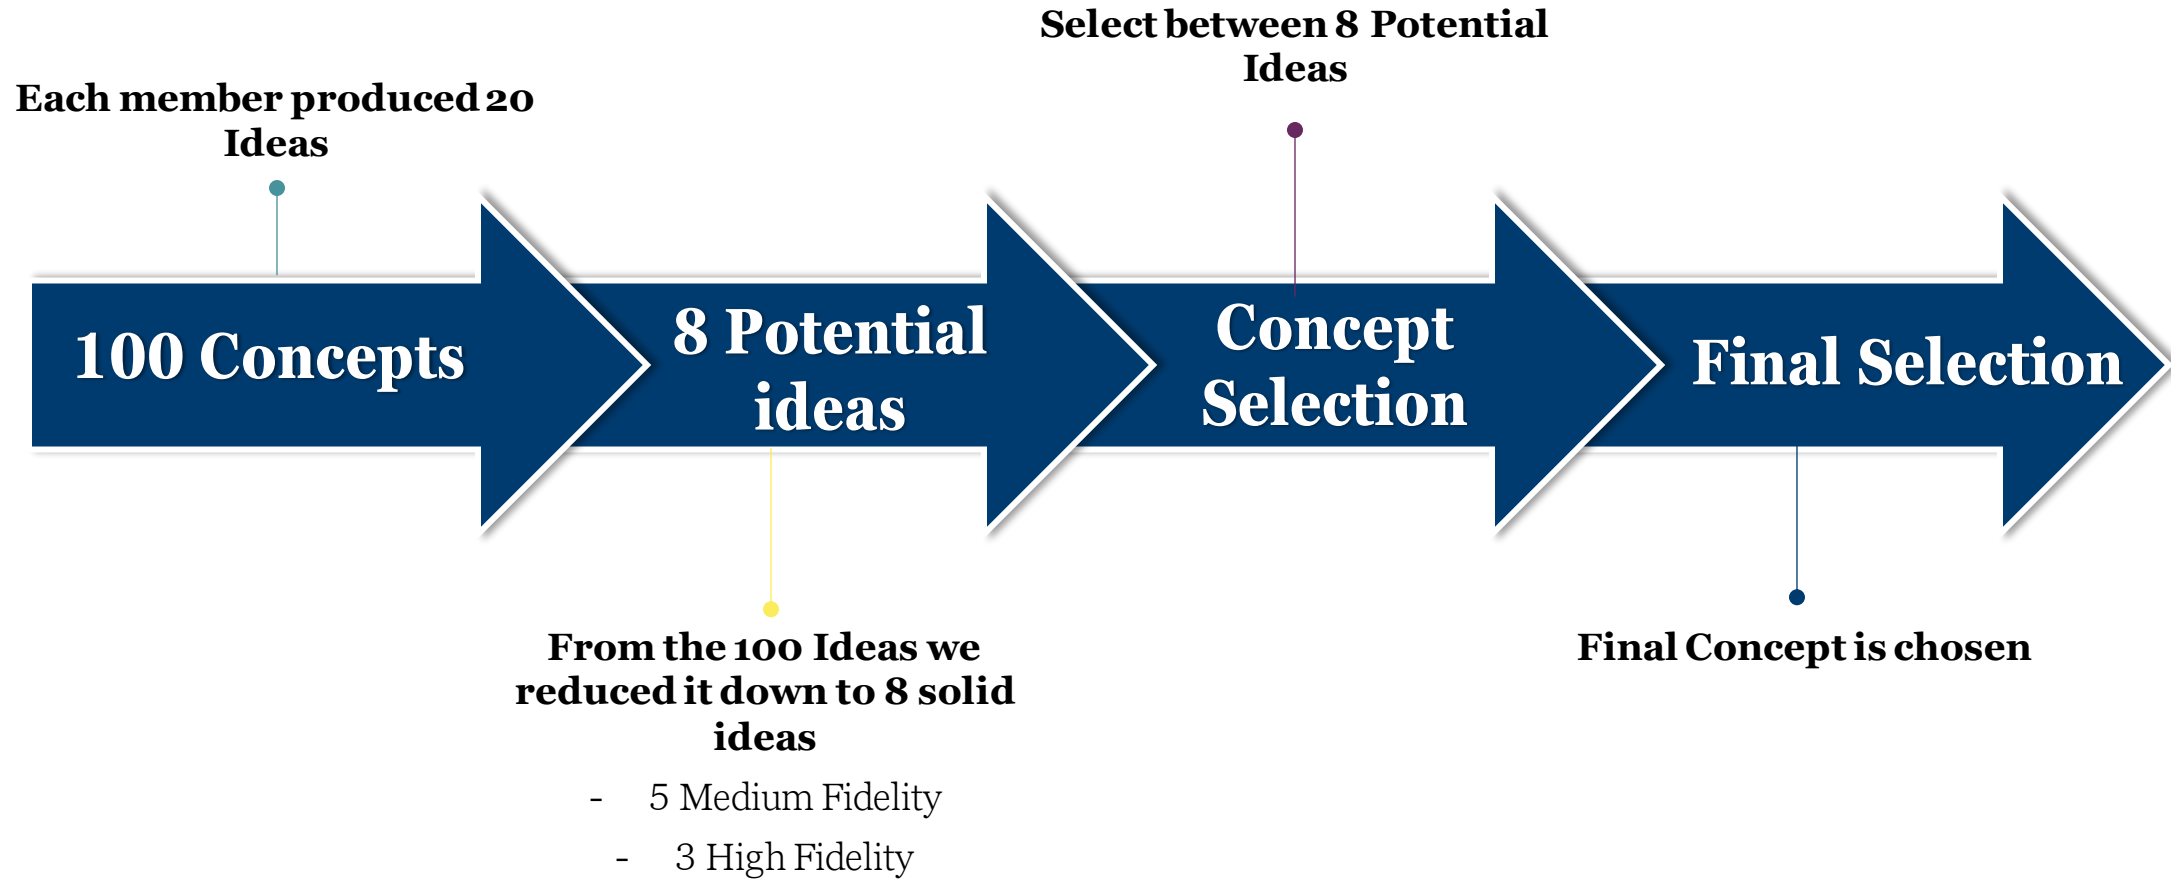 Each member produced 20
Ideas
100 Concepts
8 Potential
ideas
From the 100 Ideas we
reduced it down to 8 solid
ideas
- 5 Medium Fidelity
- 3 High Fidelity
Select between 8 Potential
Ideas
Concept
Selection
Final Selection
Final Concept is chosen